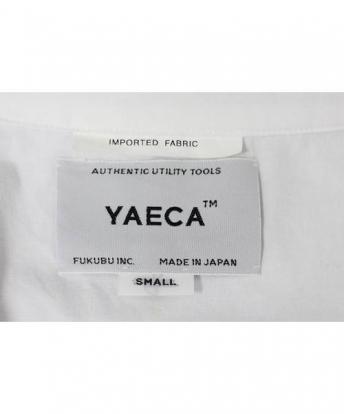 IMPORTED FABRIC
AUTHENTIC UTILITY TOOLS
YAECA™
FUKUBU INC. MADE IN JAPAN
SMALL